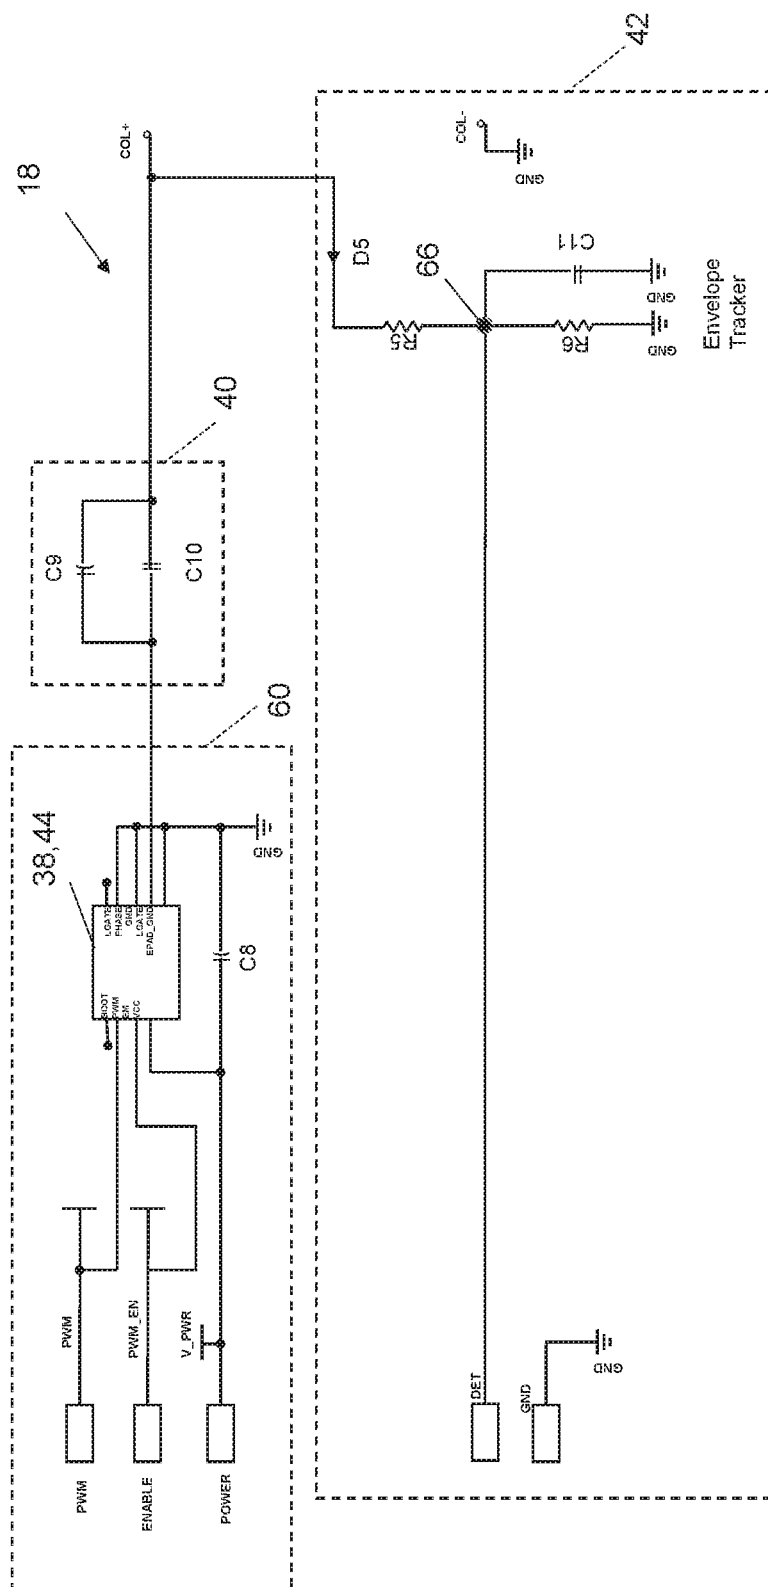 42
18
COL+
COL-
GND
D5
66
R5
R6
C11
GND
GND
Envelope
Tracker
40
C9
C10
60
38,44
LGATE
PHASE
GND
LGATE
EPAD_GND
GND
BOOT
PWM
EM
VCC
C8
PWM
PWM_EN
V_PWR
PWM
ENABLE
POWER
DET
GND
GND